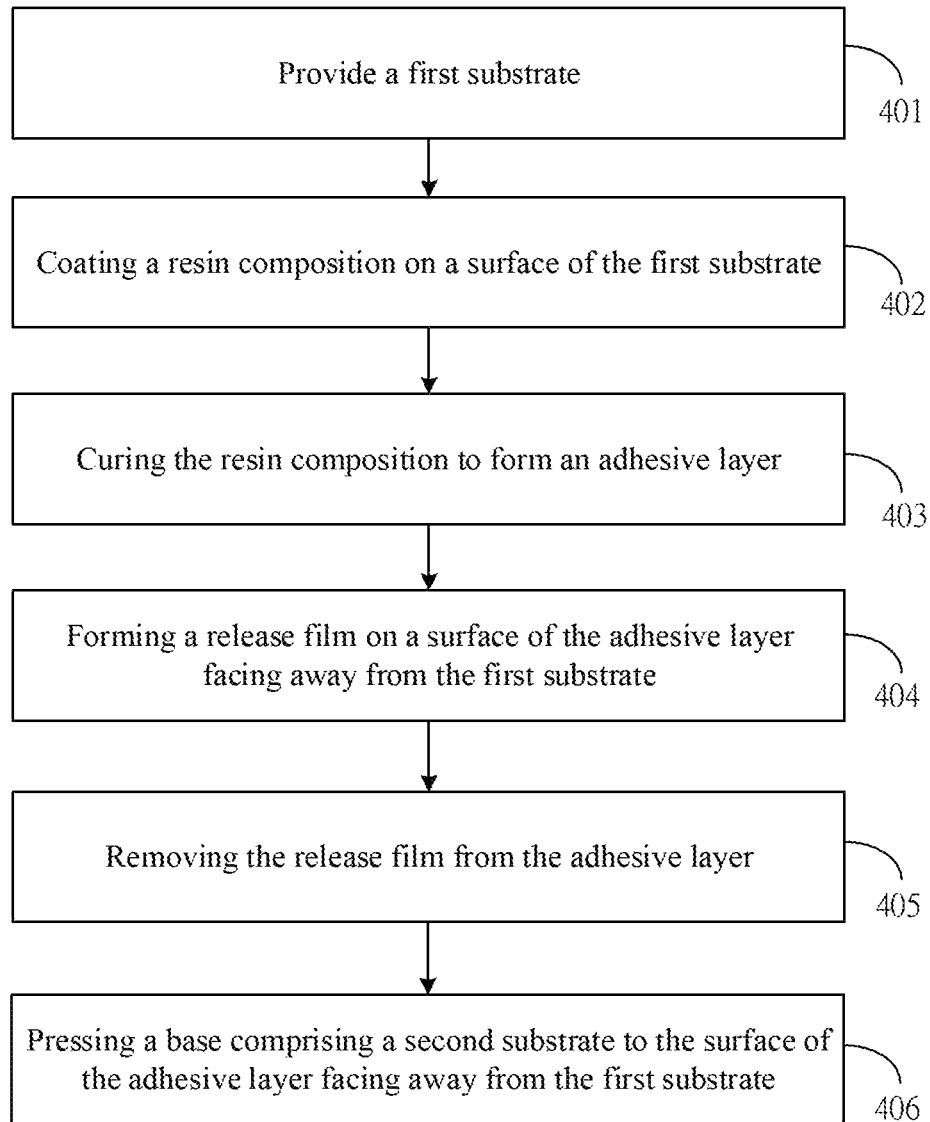 Provide a first substrate
401
Coating a resin composition on a surface of the first substrate
402
Curing the resin composition to form an adhesive layer
403
Forming a release film on a surface of the adhesive layer
facing away from the first substrate
404
Removing the release film from the adhesive layer
405
Pressing a base comprising a second substrate to the surface of
the adhesive layer facing away from the first substrate
406